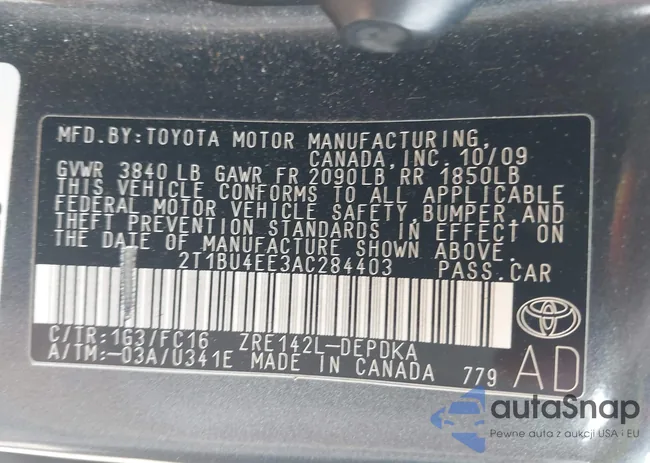 MFD.BY:TOYOTA MOTOR MANUFACTURING,
CANADA,INC. 10/09
GVWR 3840 LB GAWR FR 2090LB RR 1850LB
THIS VEHICLE CONFORMS TO ALL APPLICABLE
FEDERAL MOTOR VEHICLE SAFETY, BUMPER,AND
THEFT PREVENTION STANDARDS IN EFFECT ON
THE DATE OF MANUFACTURE SHOWN ABOVE.
2T1BU4EE3AC284403 PASS.CAR
C/TR:1G3/FC16 ZRE142L-DEPDKA
A/TM:-03A/U341E MADE IN CANADA 779 AD
autaSnap
Pewne auta z aukcji USA i EU